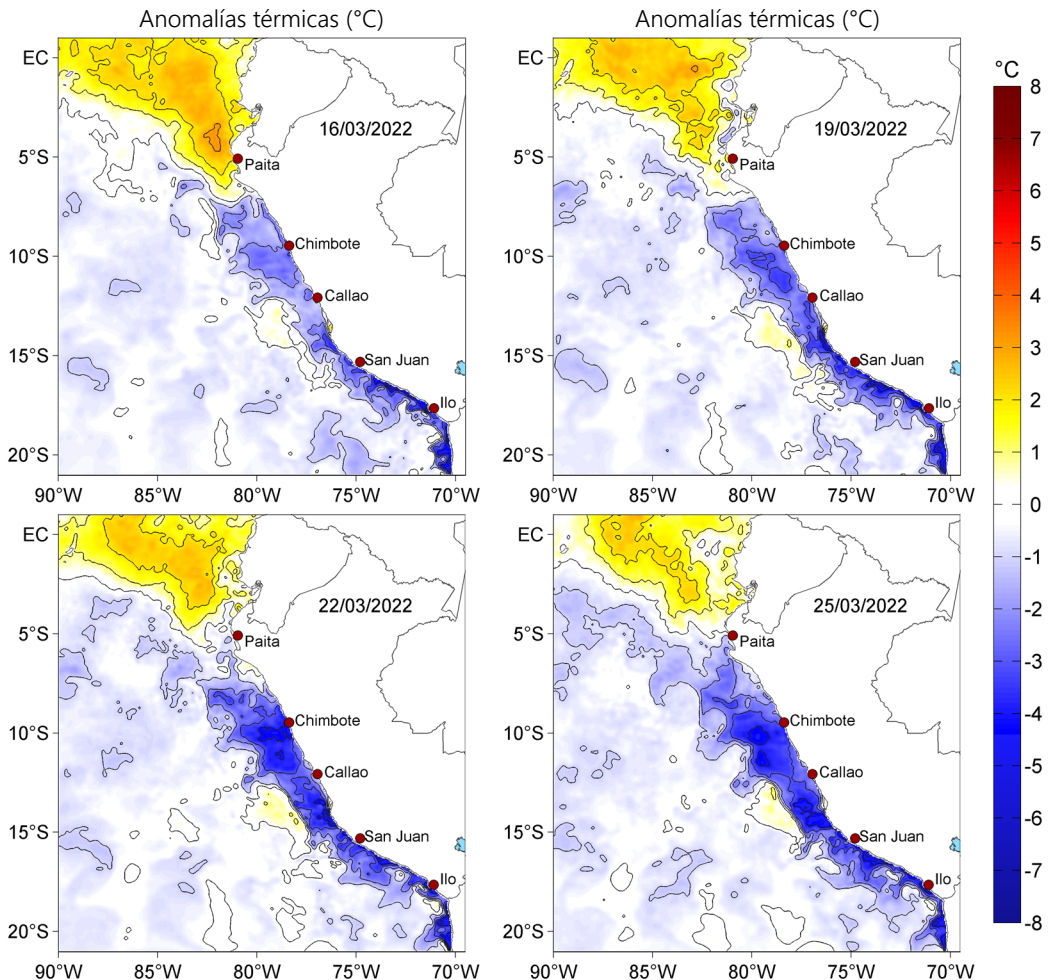 Anomalías térmicas (°C)
Anomalías térmicas (°C)
EC
5°S
10°S
15°S
20°S
90°W
85°W
80°W
75°W
70°W
16/03/2022
Paita
Chimbote
Callao
San Juan
Ilo
EC
5°S
10°S
15°S
20°S
90°W
85°W
80°W
75°W
70°W
19/03/2022
Paita
Chimbote
Callao
San Juan
Ilo
°C
8
7
6
5
4
3
2
1
0
-1
-2
-3
-4
-5
-6
-7
-8
EC
5°S
10°S
15°S
20°S
90°W
85°W
80°W
75°W
70°W
22/03/2022
Paita
Chimbote
Callao
San Juan
Ilo
EC
5°S
10°S
15°S
20°S
90°W
85°W
80°W
75°W
70°W
25/03/2022
Paita
Chimbote
Callao
San Juan
Ilo